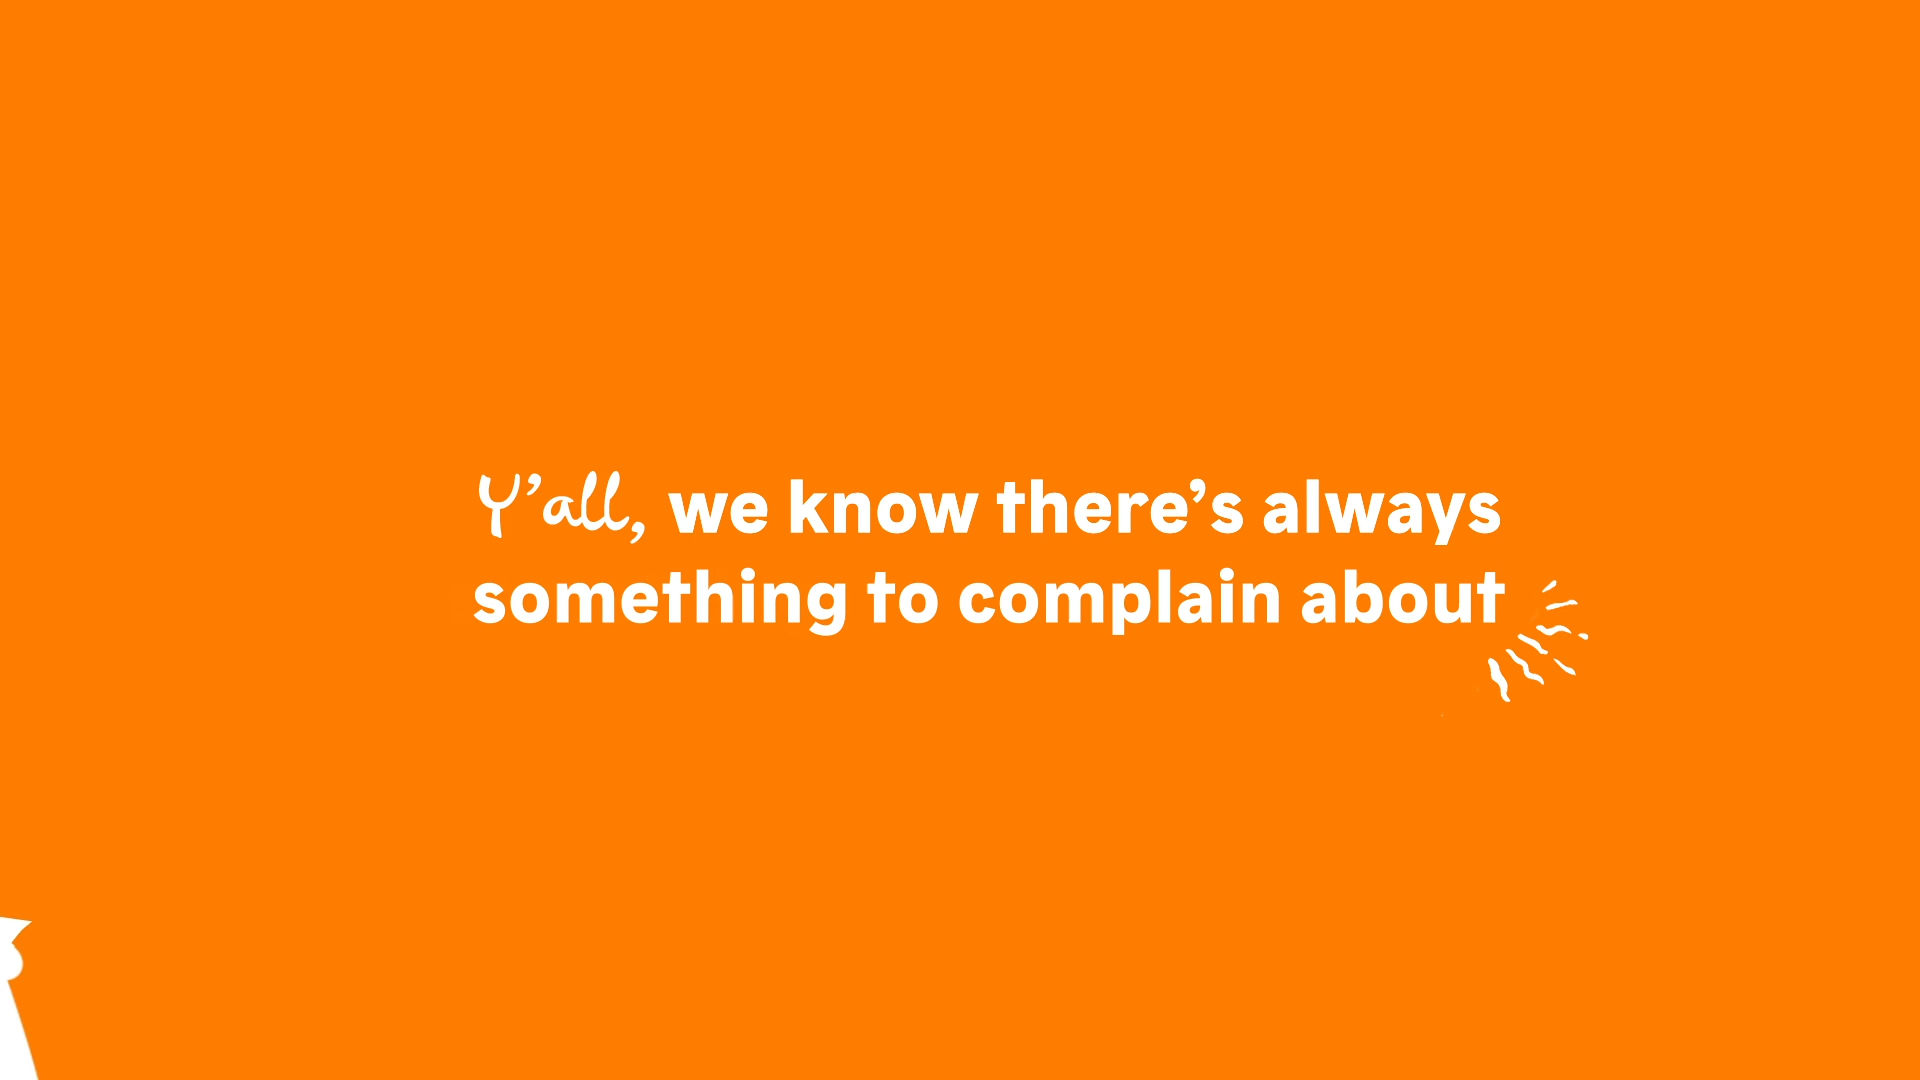 Y’all, we know there’s always
something to complain about